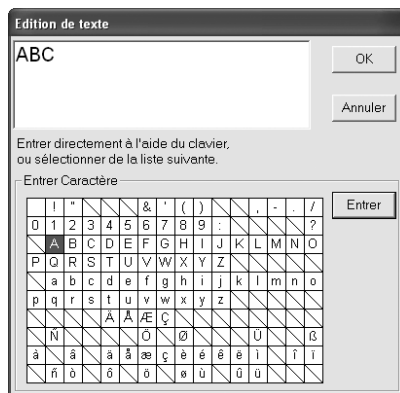 Edition de texte
ABC
OK
Annuler
Entrer directement à l'aide du clavier,
ou sélectionner de la liste suivante.
Entrer Caractère
Entrer
! " & ' ( ) , - . /
0 1 2 3 4 5 6 7 8 9 : ?
A B C D E F G H I J K L M N O
P Q R S T U V W X Y Z
a b c d e f g h i j k l m n o
p q r s t u v w x y z
Ä Å Æ Ç
Ñ Ö Ø Ü ß
à â ä å æ ç è é ê ë ì î ï
ñ ò ô ö ø ù û ü